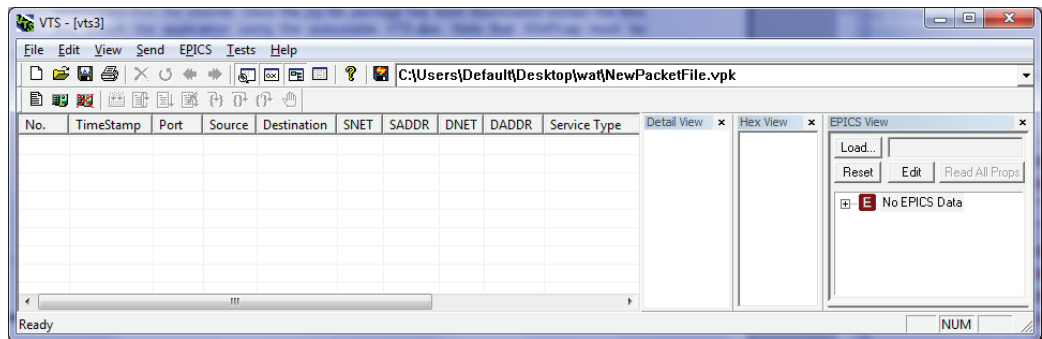 VTS - [vts3]
File Edit View Send EPICS Tests Help
C:\Users\Default\Desktop\wat\NewPacketFile.vpk
No. TimeStamp Port Source Destination SNET SADDR DNET DADDR Service Type
Detail View
Hex View
EPICS View
Load...
Reset Edit Read All Props
E No EPICS Data
Ready
NUM